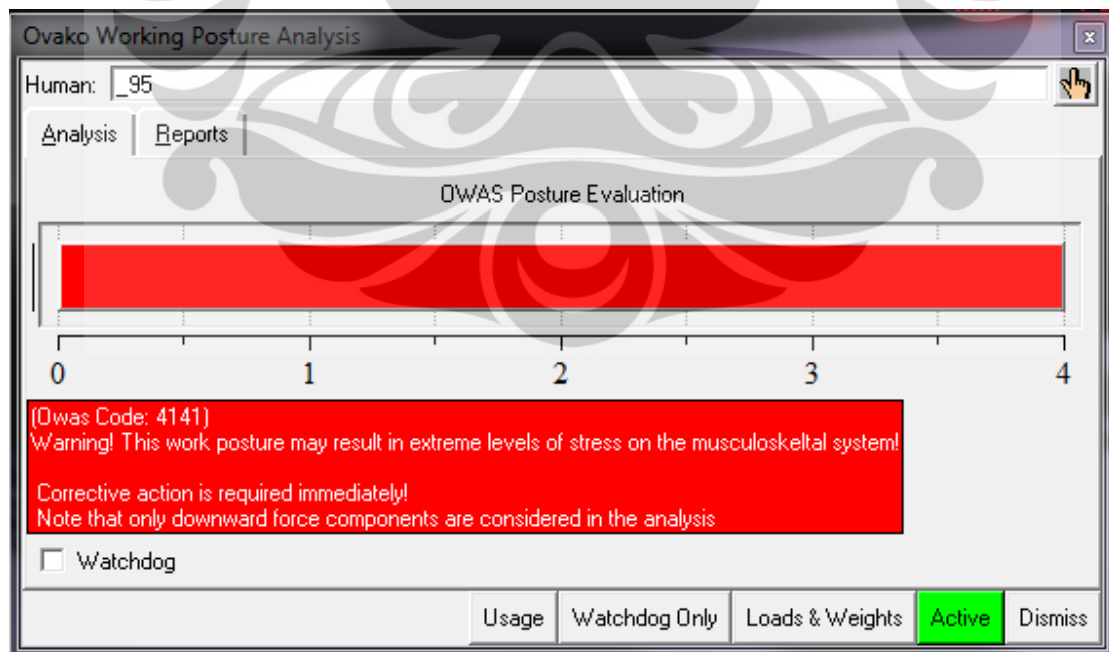 Ovako Working Posture Analysis
Human: _95
Analysis Reports
OWAS Posture Evaluation
0 1 2 3 4
(Owas Code: 4141)
Warning! This work posture may result in extreme levels of stress on the musculoskeltal system!
Corrective action is required immediately!
Note that only downward force components are considered in the analysis
Watchdog
Usage Watchdog Only Loads & Weights Active Dismiss